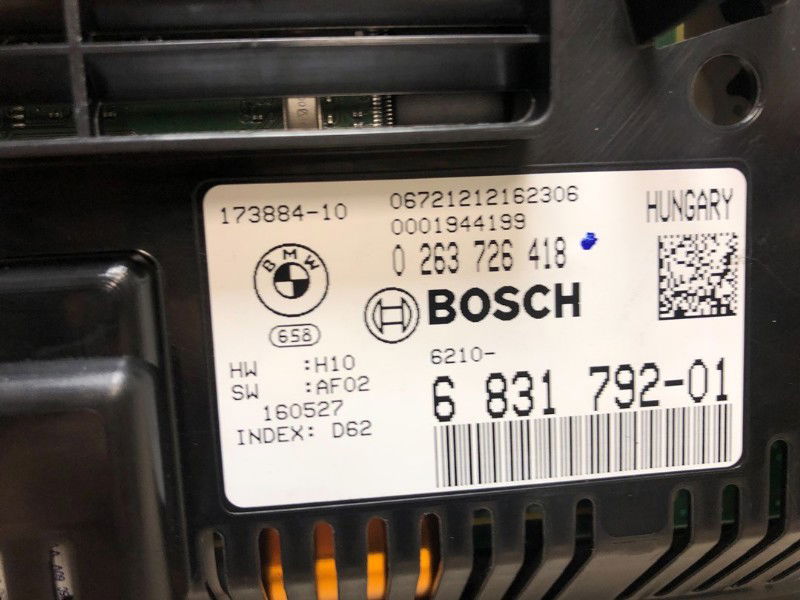 173884-10
06721212162306
0001944199
0 263 726 418
HUNGARY
BMW
658
BOSCH
HW :H10
SW :AF02
160527
INDEX: D62
6210-
6 831 792-01